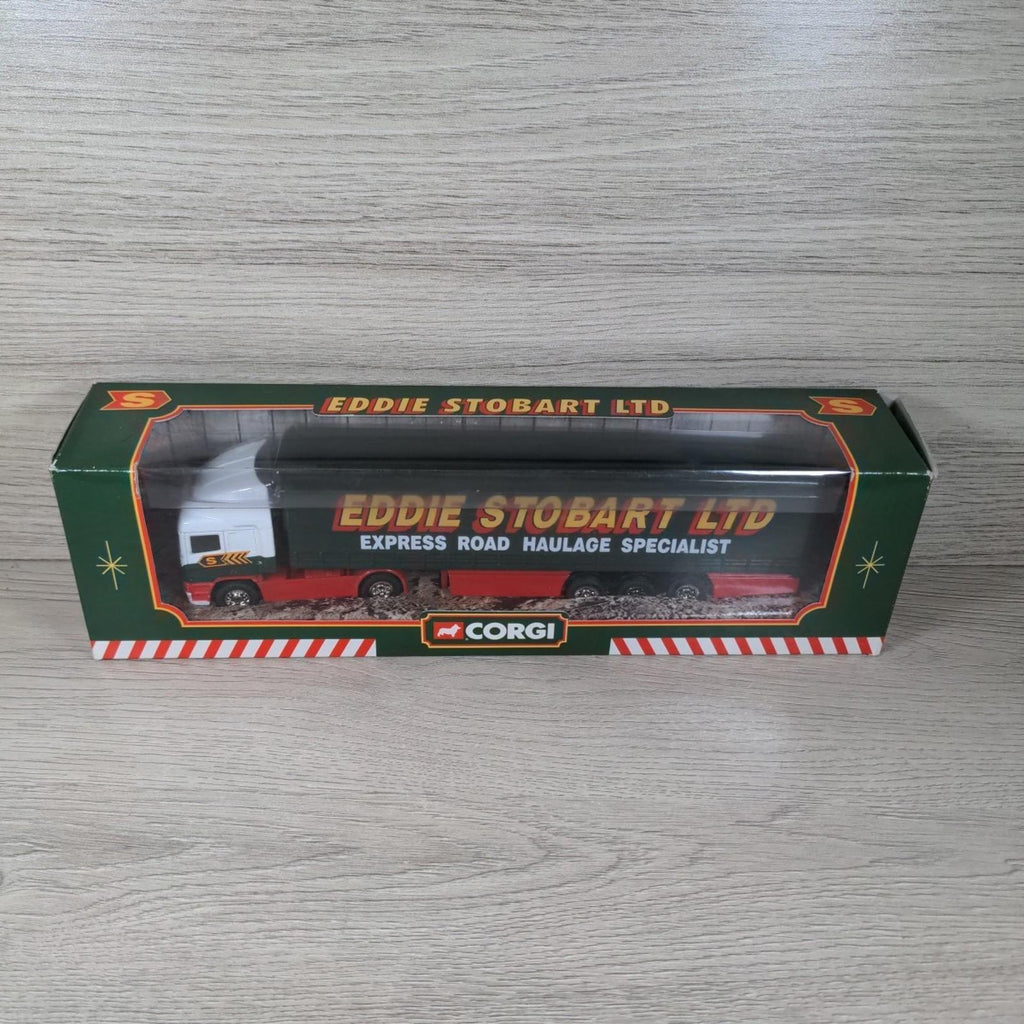 S
EDDIE STOBART LTD
S
EDDIE STOBART LTD
EXPRESS ROAD HAULAGE SPECIALIST
S
CORGI